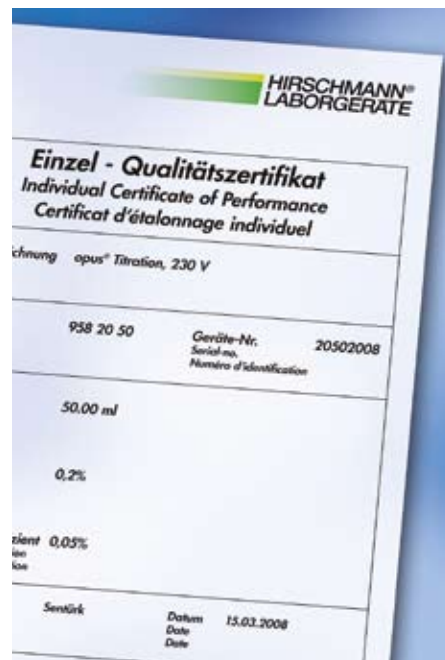 HIRSCHMANN®
LABORGERÄTE
Einzel - Qualitätszertifikat
Individual Certificate of Performance
Certificat d'étalonnage individuel
chnung opus® Titration, 230 V
958 20 50 Geräte-Nr. 20502008
Serial-no.
Numéro d'identification
50.00 ml
0,2%
zient 0,05%
ion
ion
Sentürk Datum 15.03.2008
Date
Date